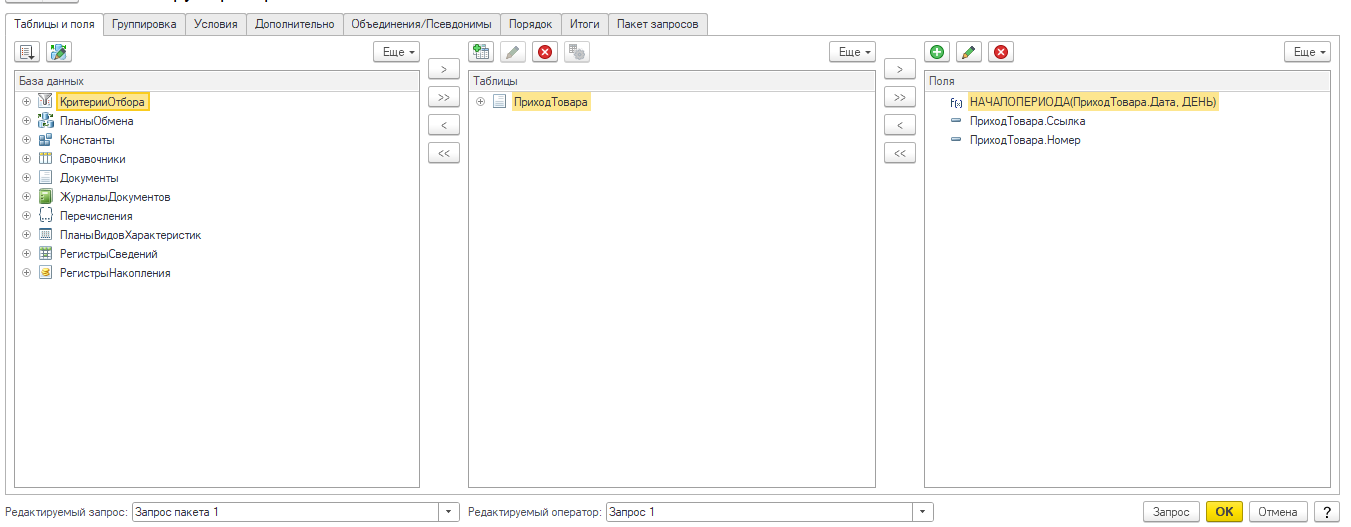 Таблицы и поля Группировка Условия Дополнительно Объединения/Псевдонимы Порядок Итоги Пакет запросов
Еще Еще Еще
База данных
КритерииОтбора
ПланыОбмена
Константы
Справочники
Документы
ЖурналыДокументов
Перечисления
ПланыВидовХарактеристик
РегистрыСведений
РегистрыНакопления
>
>>
<
<<
Таблицы
ПриходТовара
>
>>
<
<<
Поля
НАЧАЛОПЕРИОДА(ПриходТовара.Дата, ДЕНЬ)
ПриходТовара.Ссылка
ПриходТовара.Номер
Редактируемый запрос: Запрос пакета 1 Редактируемый оператор: Запрос 1 Запрос OK Отмена ?